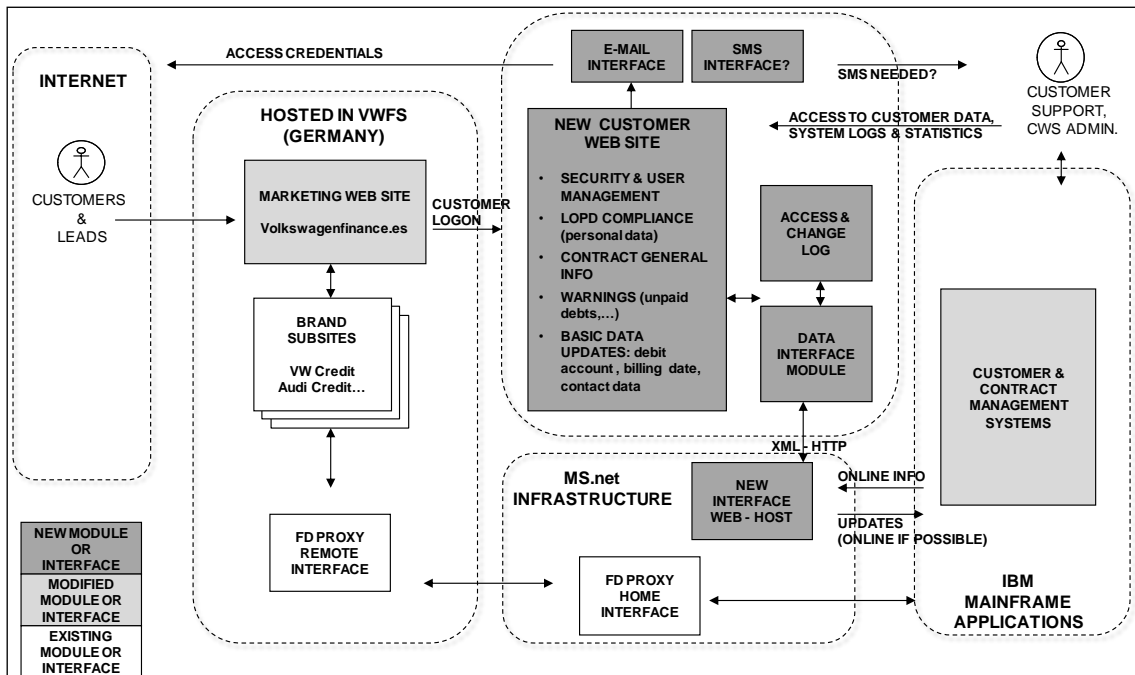 ACCESS CREDENTIALS
E-MAIL
INTERFACE
SMS
INTERFACE?
SMS NEEDED?
INTERNET
CUSTOMERS
&
LEADS
HOSTED IN VWFS
(GERMANY)
MARKETING WEB SITE
Volkswagenfinance.es
CUSTOMER
LOGON
BRAND
SUBSITES
VW Credit
Audi Credit...
FD PROXY
REMOTE
INTERFACE
NEW CUSTOMER
WEB SITE
• SECURITY & USER
MANAGEMENT
• LOPD COMPLIANCE
(personal data)
• CONTRACT GENERAL
INFO
• WARNINGS (unpaid
debts,...)
• BASIC DATA
UPDATES: debit
account , billing date,
contact data
ACCESS TO CUSTOMER DATA,
SYSTEM LOGS & STATISTICS
CUSTOMER
SUPPORT,
CWS ADMIN.
ACCESS &
CHANGE
LOG
DATA
INTERFACE
MODULE
XML - HTTP
MS.net
INFRASTRUCTURE
NEW
INTERFACE
WEB - HOST
ONLINE INFO
UPDATES
(ONLINE IF POSSIBLE)
FD PROXY
HOME
INTERFACE
CUSTOMER &
CONTRACT
MANAGEMENT
SYSTEMS
IBM
MAINFRAME
APPLICATIONS
NEW MODULE
OR
INTERFACE
MODIFIED
MODULE OR
INTERFACE
EXISTING
MODULE OR
INTERFACE